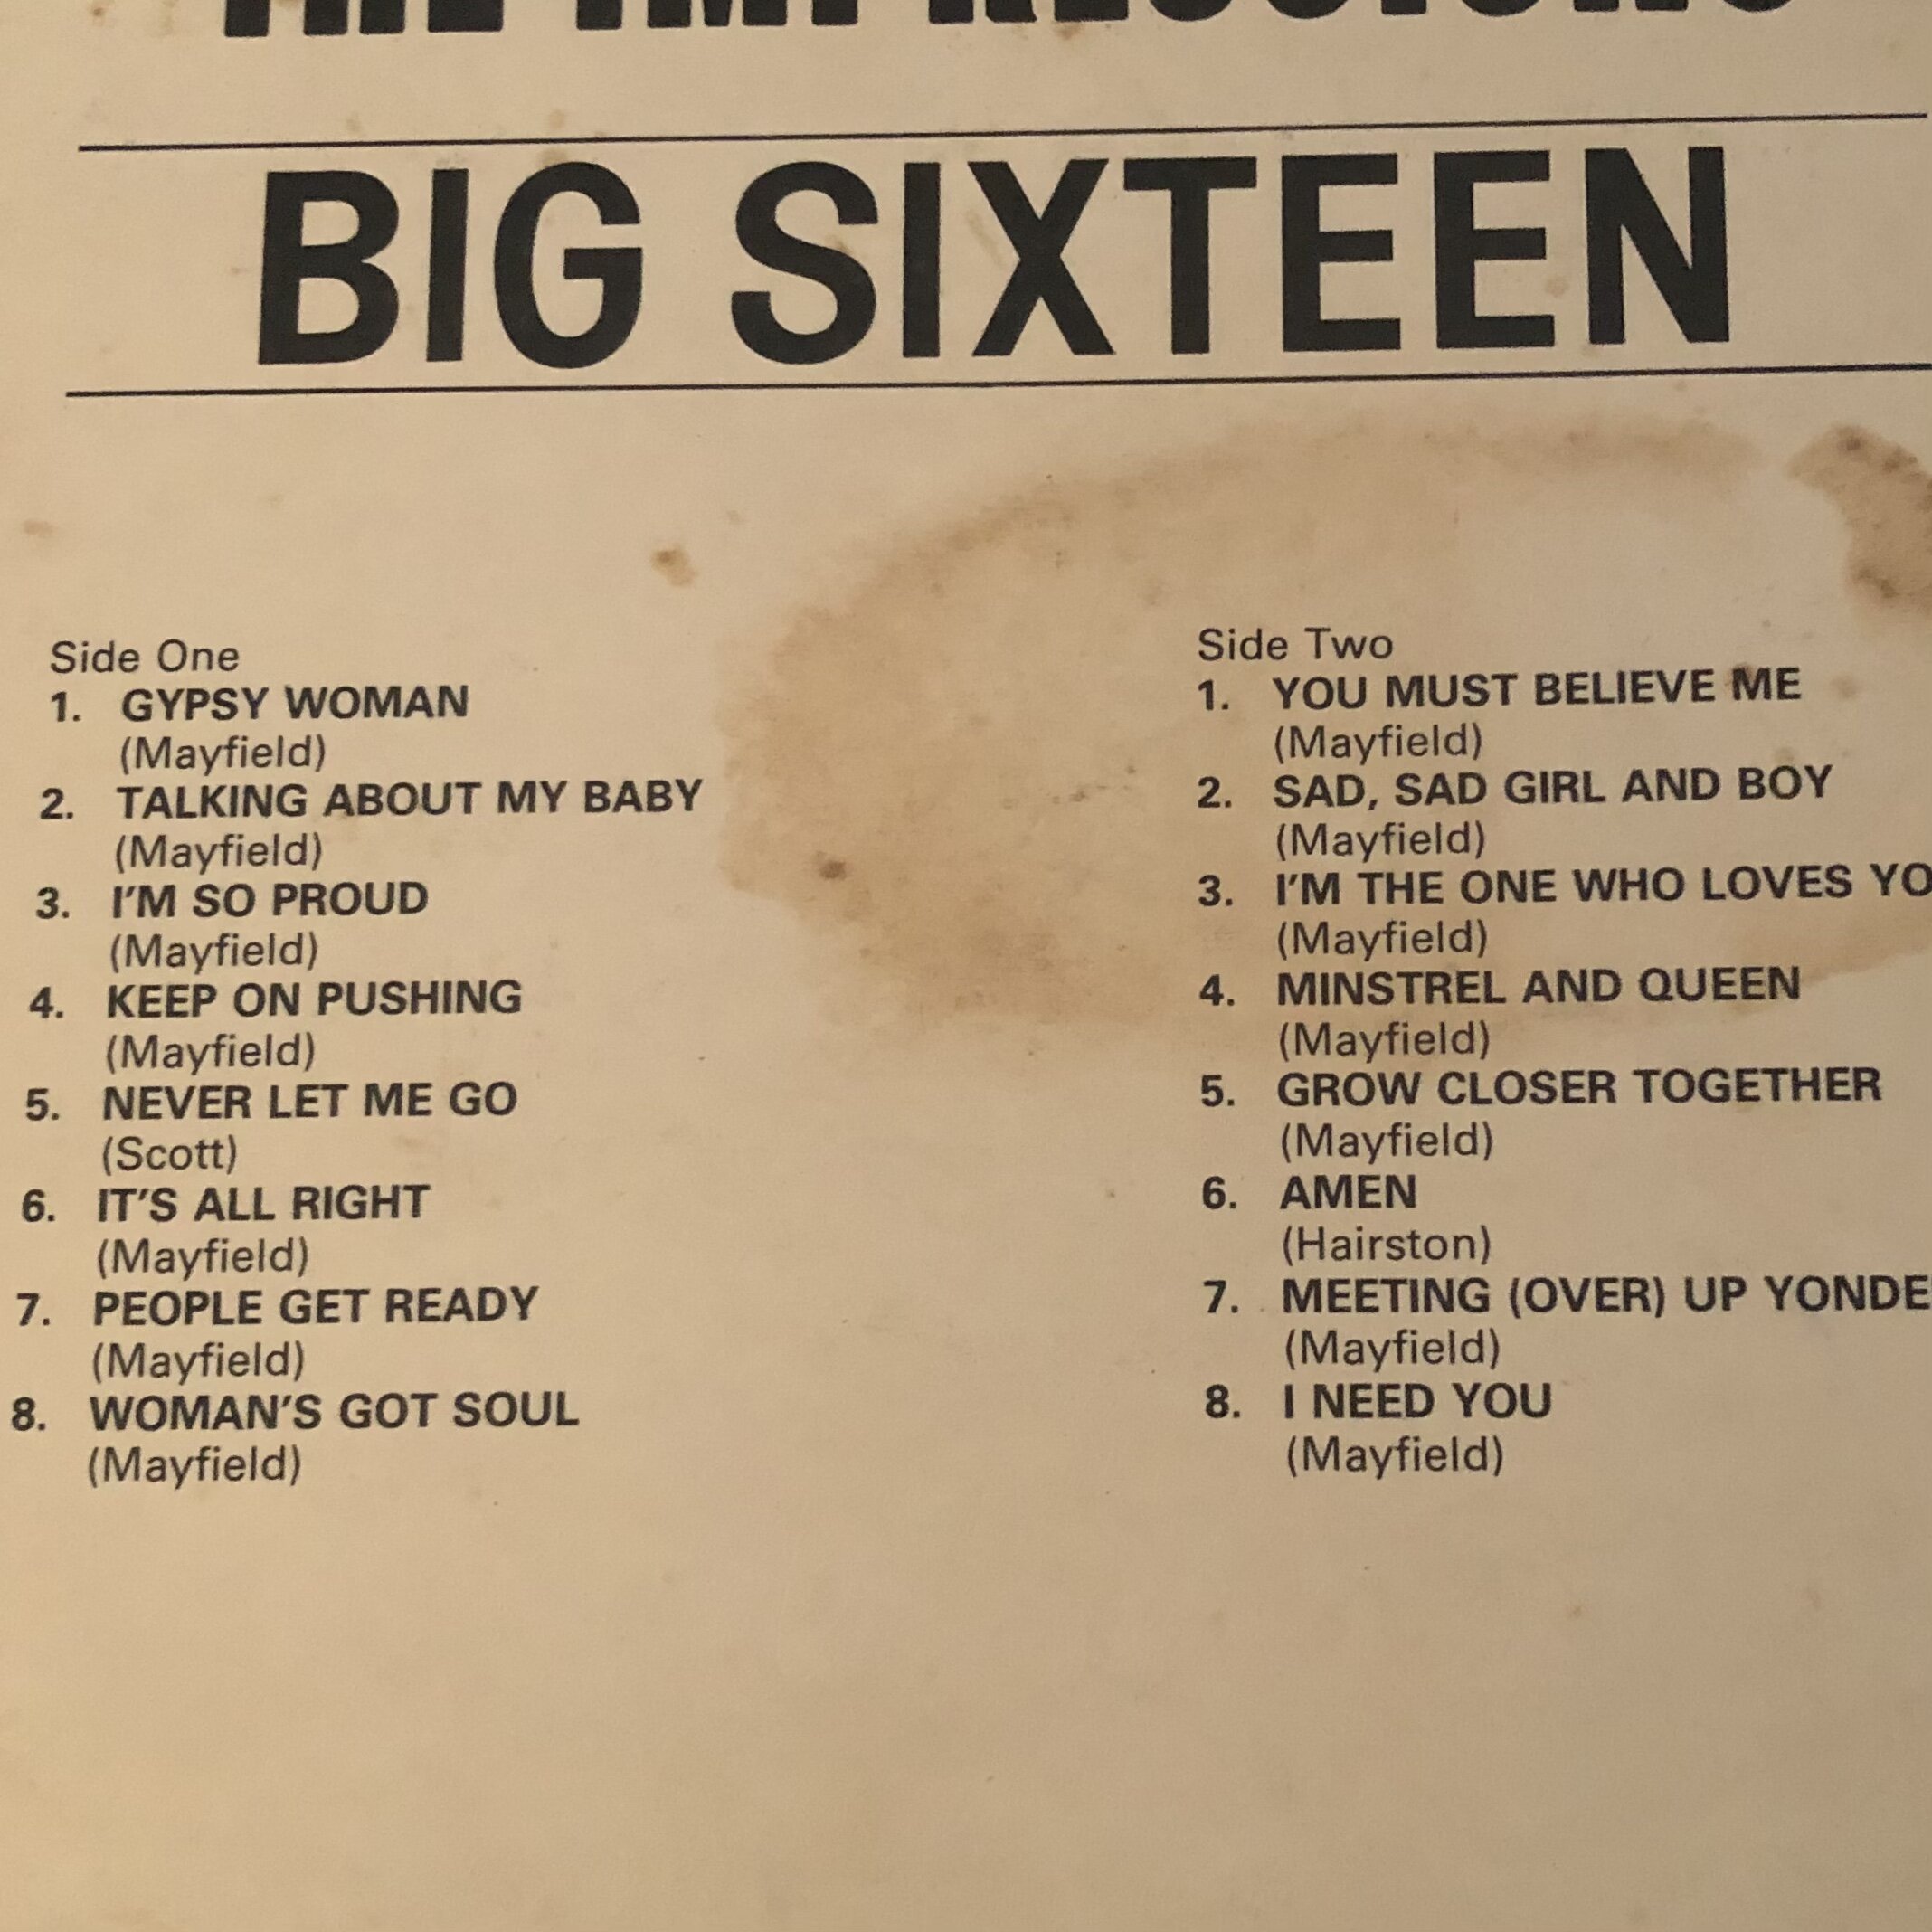 THE IMPRESSIONS
BIG SIXTEEN
Side One
1. GYPSY WOMAN
(Mayfield)
2. TALKING ABOUT MY BABY
(Mayfield)
3. I'M SO PROUD
(Mayfield)
4. KEEP ON PUSHING
(Mayfield)
5. NEVER LET ME GO
(Scott)
6. IT'S ALL RIGHT
(Mayfield)
7. PEOPLE GET READY
(Mayfield)
8. WOMAN'S GOT SOUL
(Mayfield)
Side Two
1. YOU MUST BELIEVE ME
(Mayfield)
2. SAD, SAD GIRL AND BOY
(Mayfield)
3. I'M THE ONE WHO LOVES YO
(Mayfield)
4. MINSTREL AND QUEEN
(Mayfield)
5. GROW CLOSER TOGETHER
(Mayfield)
6. AMEN
(Hairston)
7. MEETING (OVER) UP YONDE
(Mayfield)
8. I NEED YOU
(Mayfield)